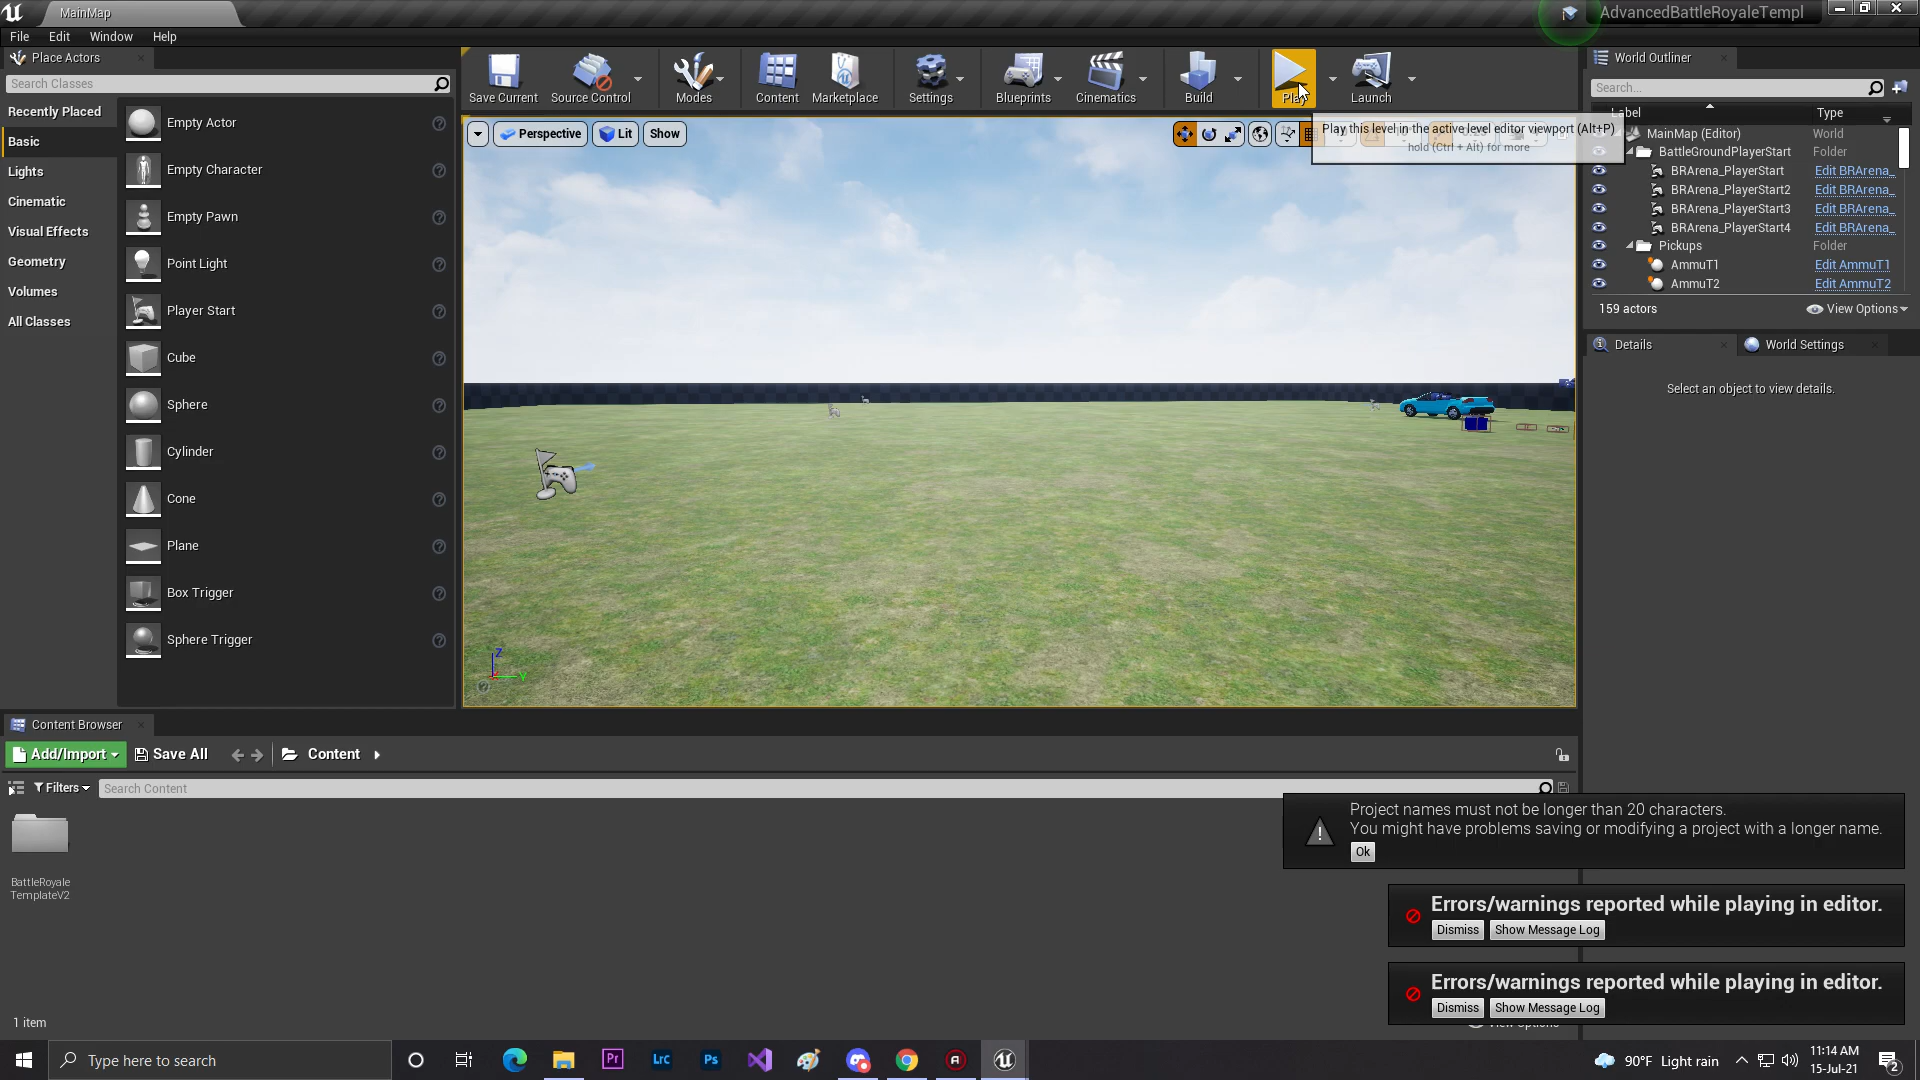 MainMap
AdvancedBattleRoyaleTempl
File Edit Window Help
Place Actors
Search Classes
Recently Placed
Basic
Lights
Cinematic
Visual Effects
Geometry
Volumes
All Classes
Empty Actor
Empty Character
Empty Pawn
Point Light
Player Start
Cube
Sphere
Cylinder
Cone
Plane
Box Trigger
Sphere Trigger
Save Current
Source Control
Modes
Content
Marketplace
Settings
Blueprints
Cinematics
Build
Play
Launch
Perspective
Lit
Show
Play this level in the active level editor viewport (Alt+P)
hold (Ctrl + Alt) for more
Z
Y
World Outliner
Search...
Label Type
MainMap (Editor) World
BattleGroundPlayerStart Folder
BRArena_PlayerStart Edit BRArena_
BRArena_PlayerStart2 Edit BRArena_
BRArena_PlayerStart3 Edit BRArena_
BRArena_PlayerStart4 Edit BRArena_
Pickups Folder
AmmuT1 Edit AmmuT1
AmmuT2 Edit AmmuT2
159 actors View Options
Details World Settings
Select an object to view details.
Content Browser
Add/Import Save All Content
Filters Search Content
BattleRoyale
TemplateV2
1 item
Project names must not be longer than 20 characters.
You might have problems saving or modifying a project with a longer name.
Ok
Errors/warnings reported while playing in editor.
Dismiss Show Message Log
Errors/warnings reported while playing in editor.
Dismiss Show Message Log
View Options
Type here to search
Pr
Lrc
Ps
90°F Light rain
11:14 AM
15-Jul-21
2